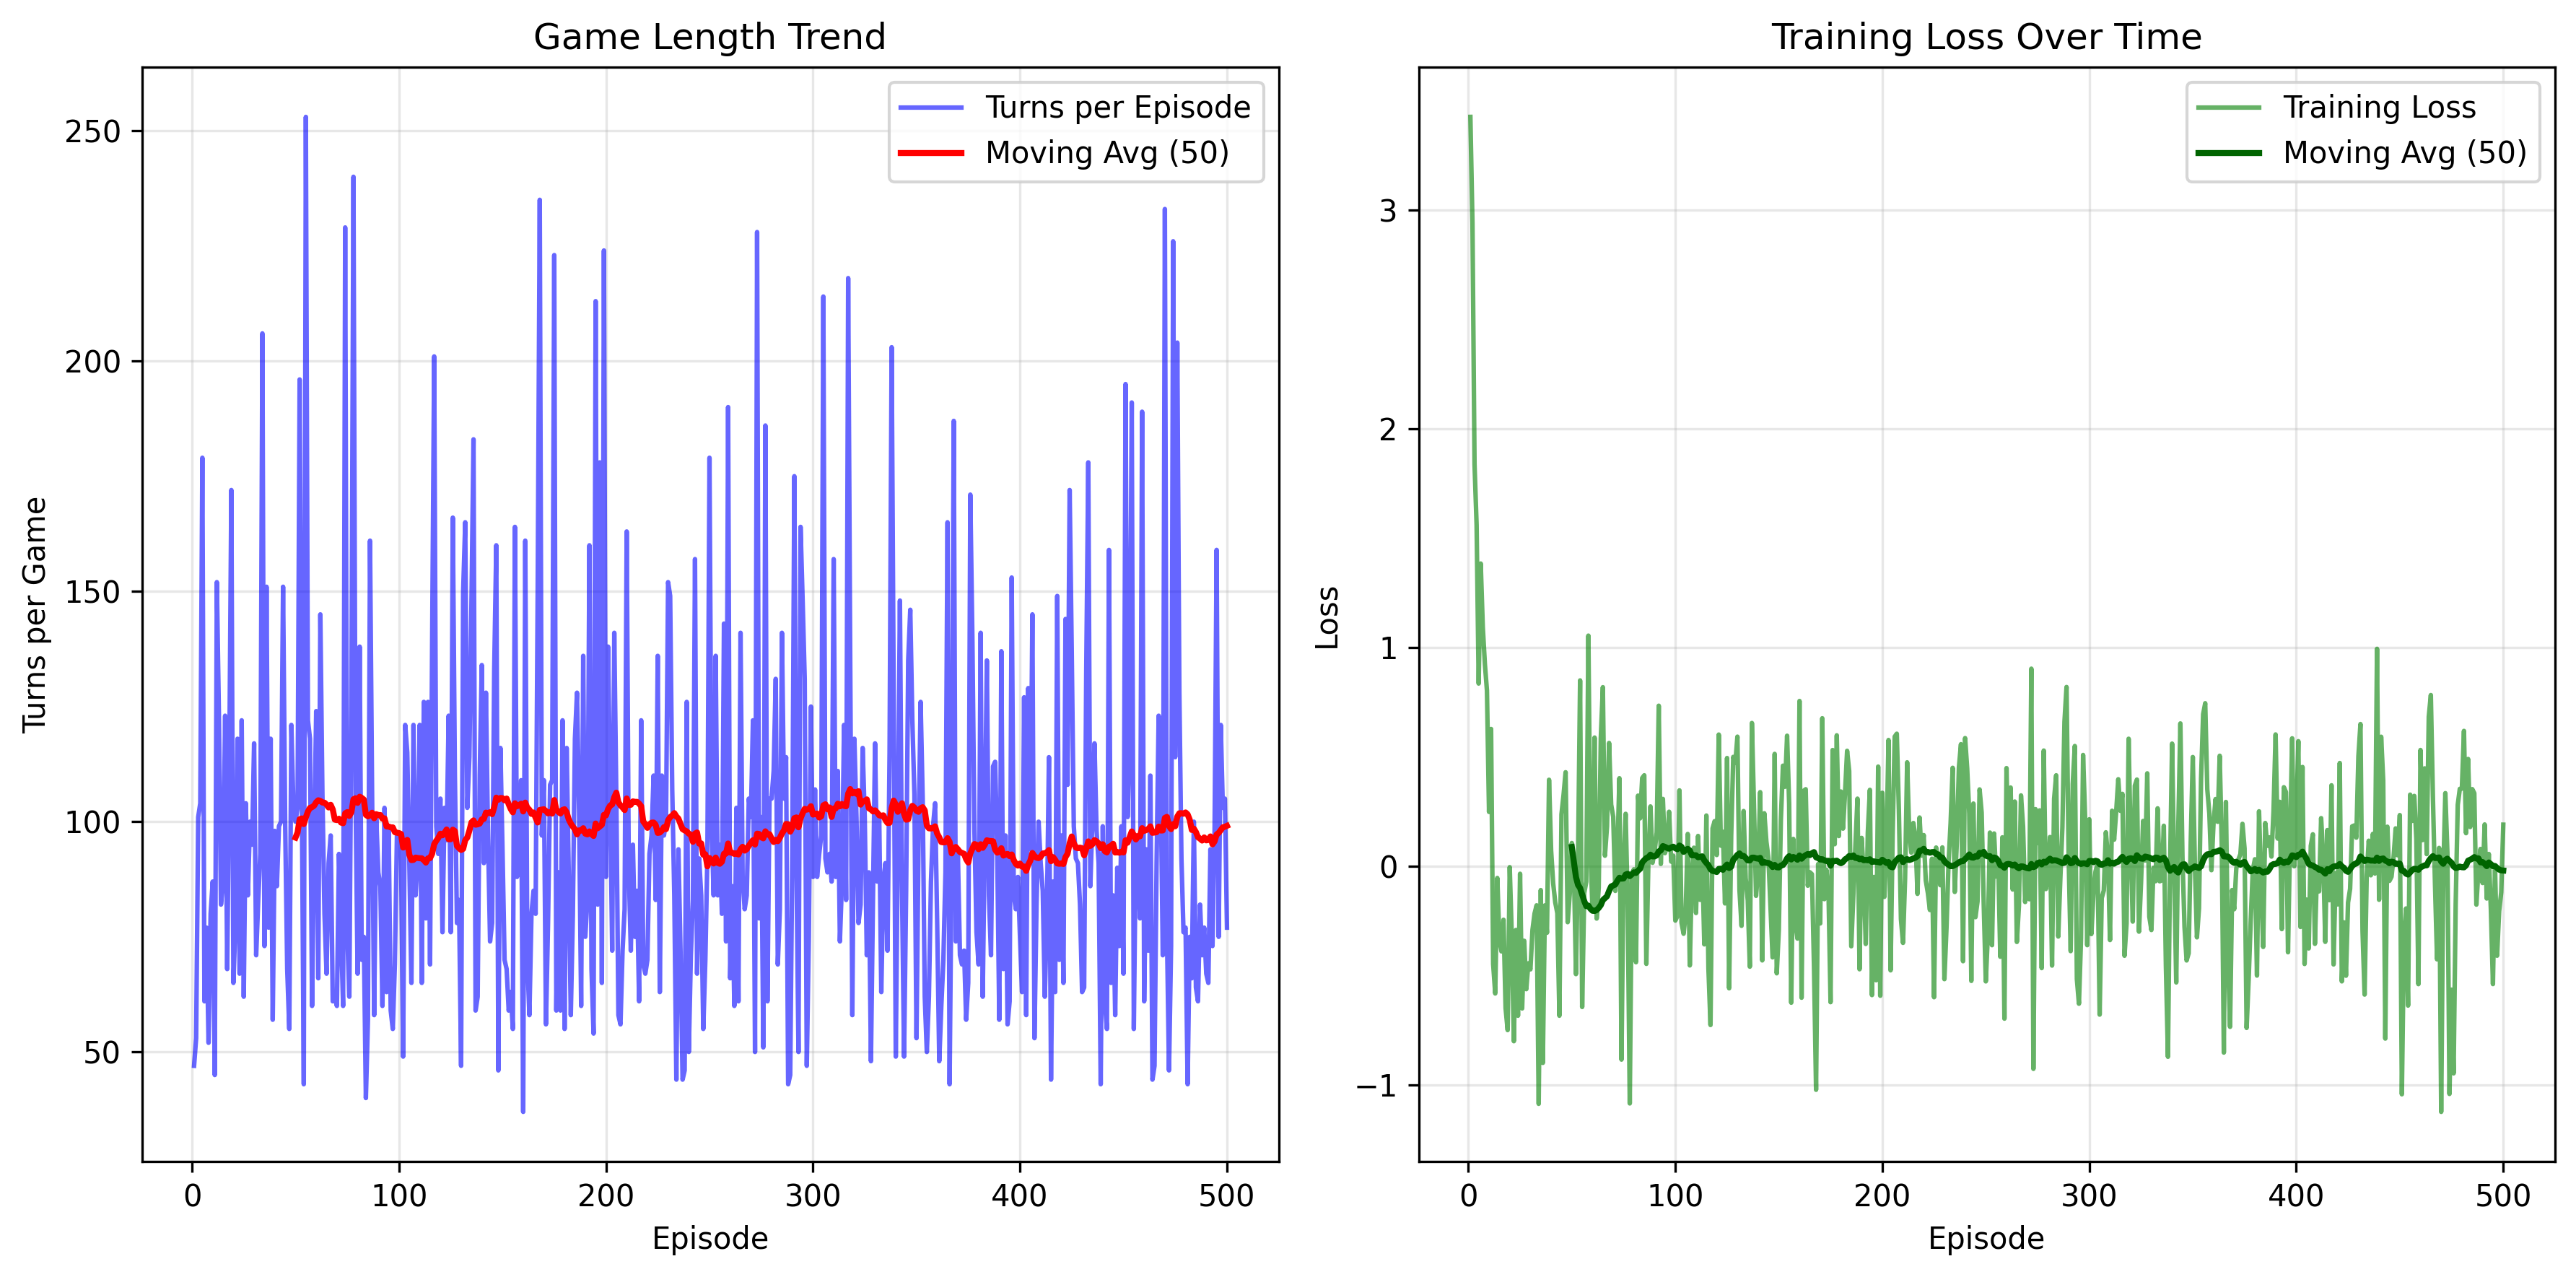 Game Length Trend
Turns per Episode
Moving Avg (50)
250
200
150
100
50
Turns per Game
0
100
200
300
400
500
Episode
Training Loss Over Time
Training Loss
Moving Avg (50)
3
2
1
0
−1
Loss
0
100
200
300
400
500
Episode